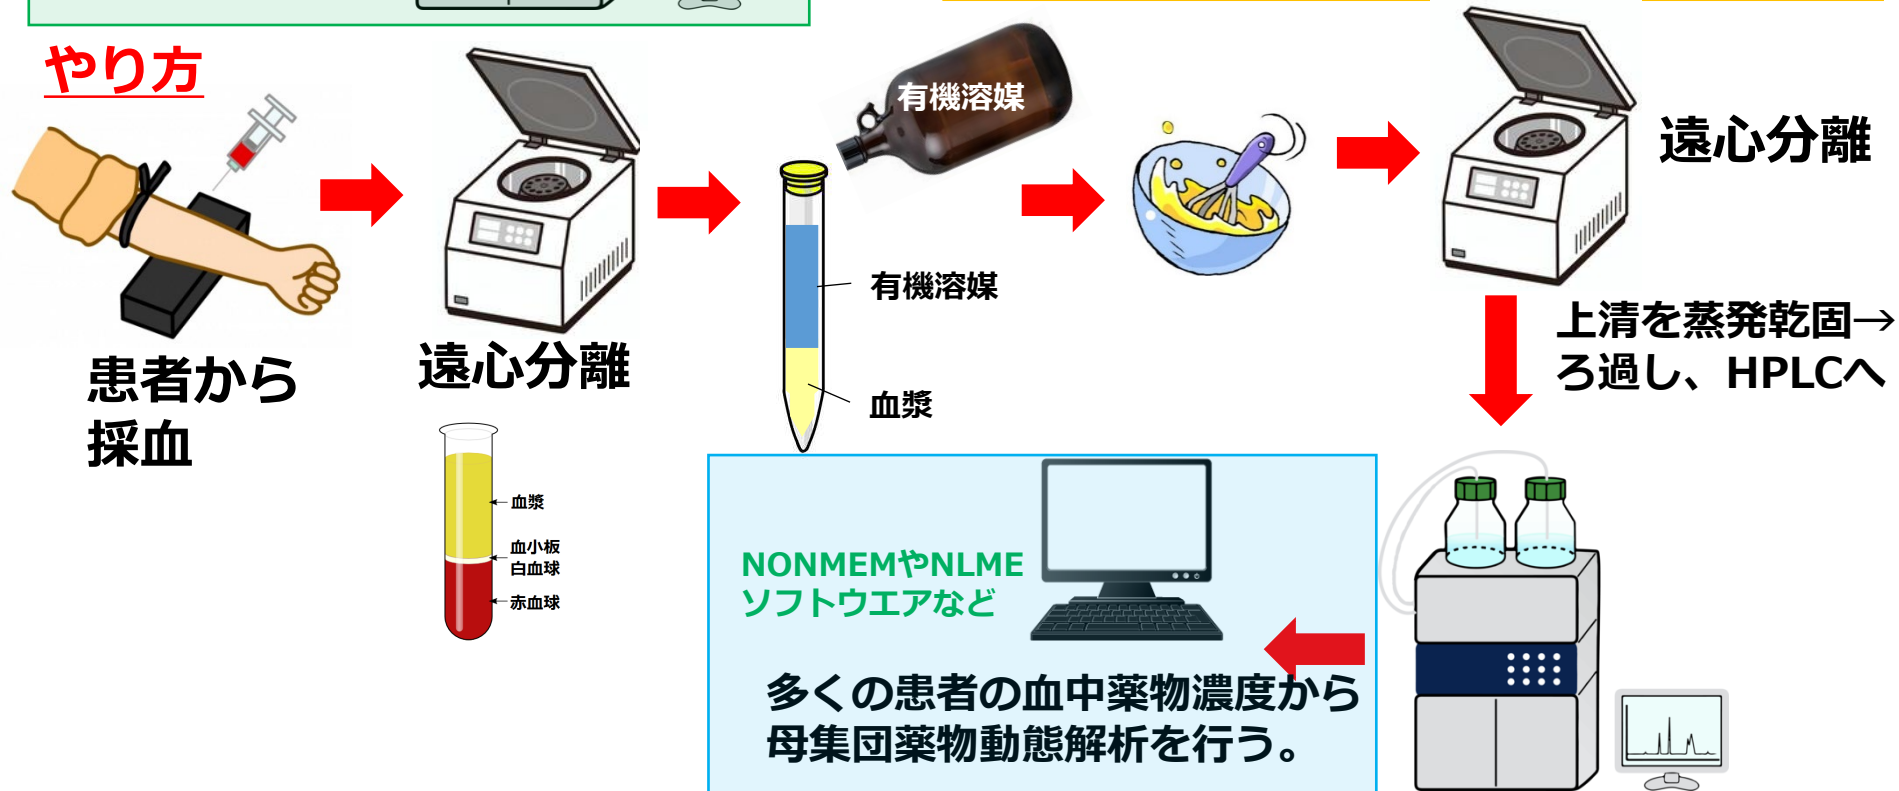 やり方
患者から
採血
遠心分離
血漿
血小板
白血球
赤血球
有機溶媒
有機溶媒
血漿
遠心分離
上清を蒸発乾固→
ろ過し、HPLCへ
NONMEMやNLME
ソフトウエアなど
多くの患者の血中薬物濃度から
母集団薬物動態解析を行う。